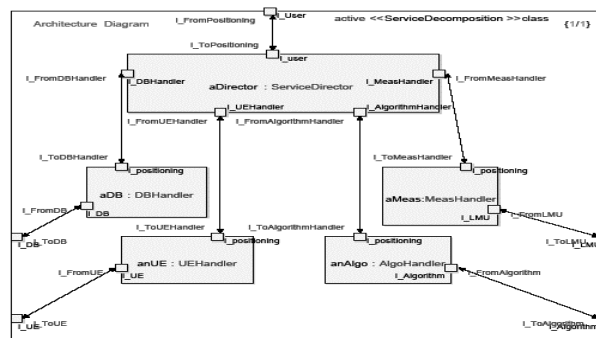 I_FromPositioning
I_User
Architecture Diagram
active <<ServiceDecomposition >>class
{1/1}
I_ToPositioning
I_user
I_FromDBHandler
I_DBHandler
I_MeasHandler
I_FromMeasHandler
aDirector : ServiceDirector
I_UEHandler
I_AlgorithmHandler
I_FromUEHandler
I_FromAlgorithmHandler
I_ToDBHandler
I_ToMeasHandler
I_positioning
I_positioning
aDB : DBHandler
aMeas:MeasHandler
I_FromDB
I_DB
I_LMU
I_FromLMU
I_ToUEHandler
I_ToAlgorithmHandler
I_DB
I_ToDB
I_positioning
I_positioning
I_ToLMU
I_LMU
I_FromUE
anUE : UEHandler
anAlgo : AlgoHandler
I_UE
I_Algorithm
I_FromAlgorithm
I_UE
I_ToUE
I_ToAlgorithm
I_Algorithm